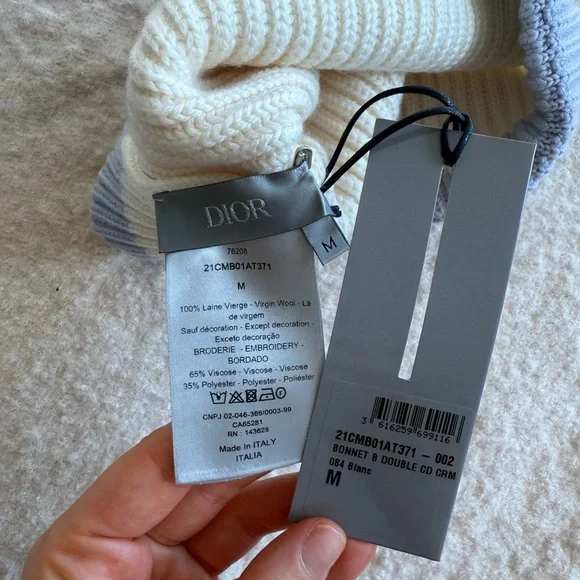 DIOR
M
76208
21CMB01AT371
M
100% Laine Vierge - Virgin Wool - Lã
de virgem
Sauf décoration - Except decoration -
Exceto decoração
BRODERIE - EMBROIDERY -
BORDADO
65% Viscose - Viscose - Viscose
35% Polyester - Polyester - Poliéster
CNPJ 02-046-366/0003-99
CA65281
RN : 143628
Made in ITALY
ITALIA
3 616259 699116
21CMB01AT371 - 002
BONNET B DOUBLE CD CRM
084 Blanc
M